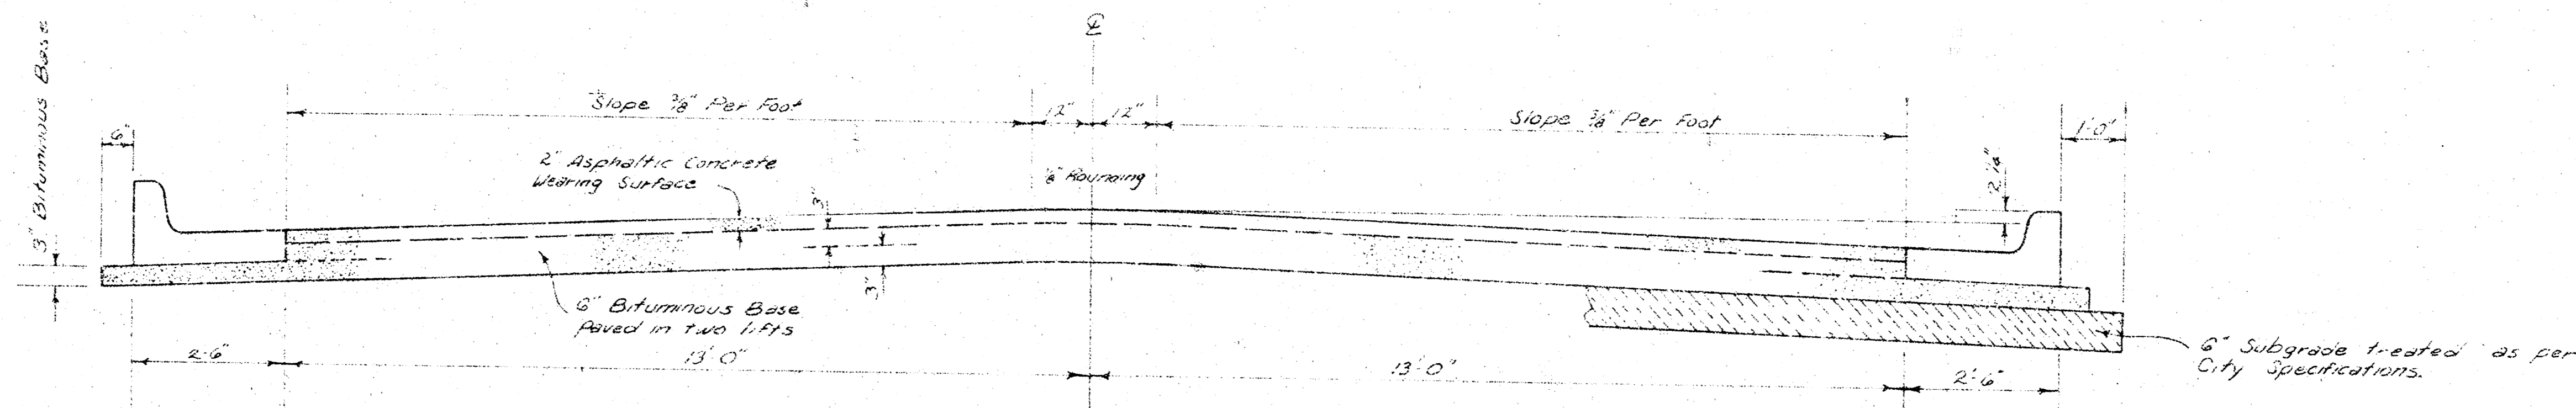 ℄
3" Bituminous Base
Slope 3/8" Per Foot
12"
12"
Slope 3/8" Per Foot
6"
1'-0"
2" Asphaltic Concrete
Wearing Surface
Rounding
2 1/4"
3"
3"
6" Bituminous Base
Paved in two lifts
6" Subgrade treated as per
City Specifications.
2'-6"
13'-0"
13'-0"
2'-6"